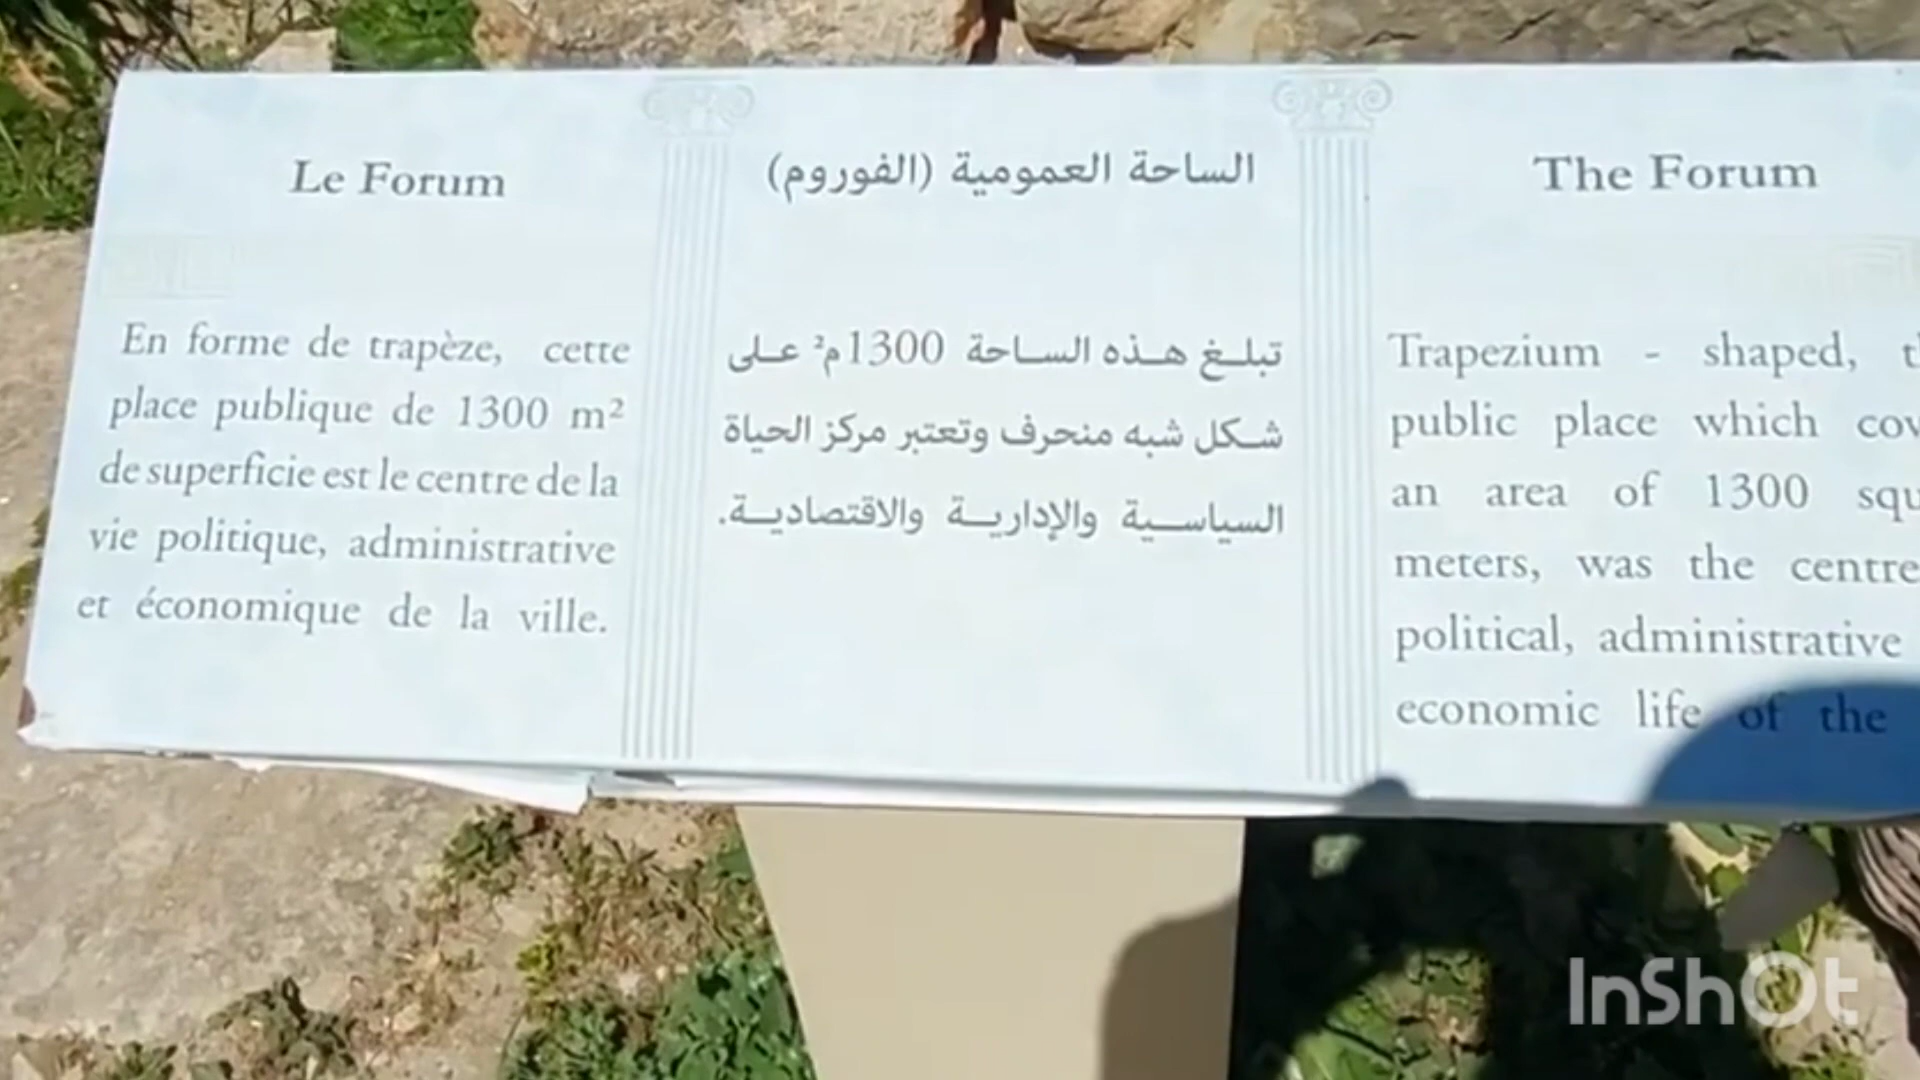 Le Forum
En forme de trapèze, cette
place publique de 1300 m²
de superficie est le centre de la
vie politique, administrative
et économique de la ville.
الساحة العمومية (الفوروم)
تبلغ هذه الساحة 1300م² على
شكل شبه منحرف وتعتبر مركز الحياة
السياسية والإدارية والاقتصادية.
The Forum
Trapezium - shaped,
public place which
an area of 1300
meters, was the centre
political, administrative
economic life of the
InShOt